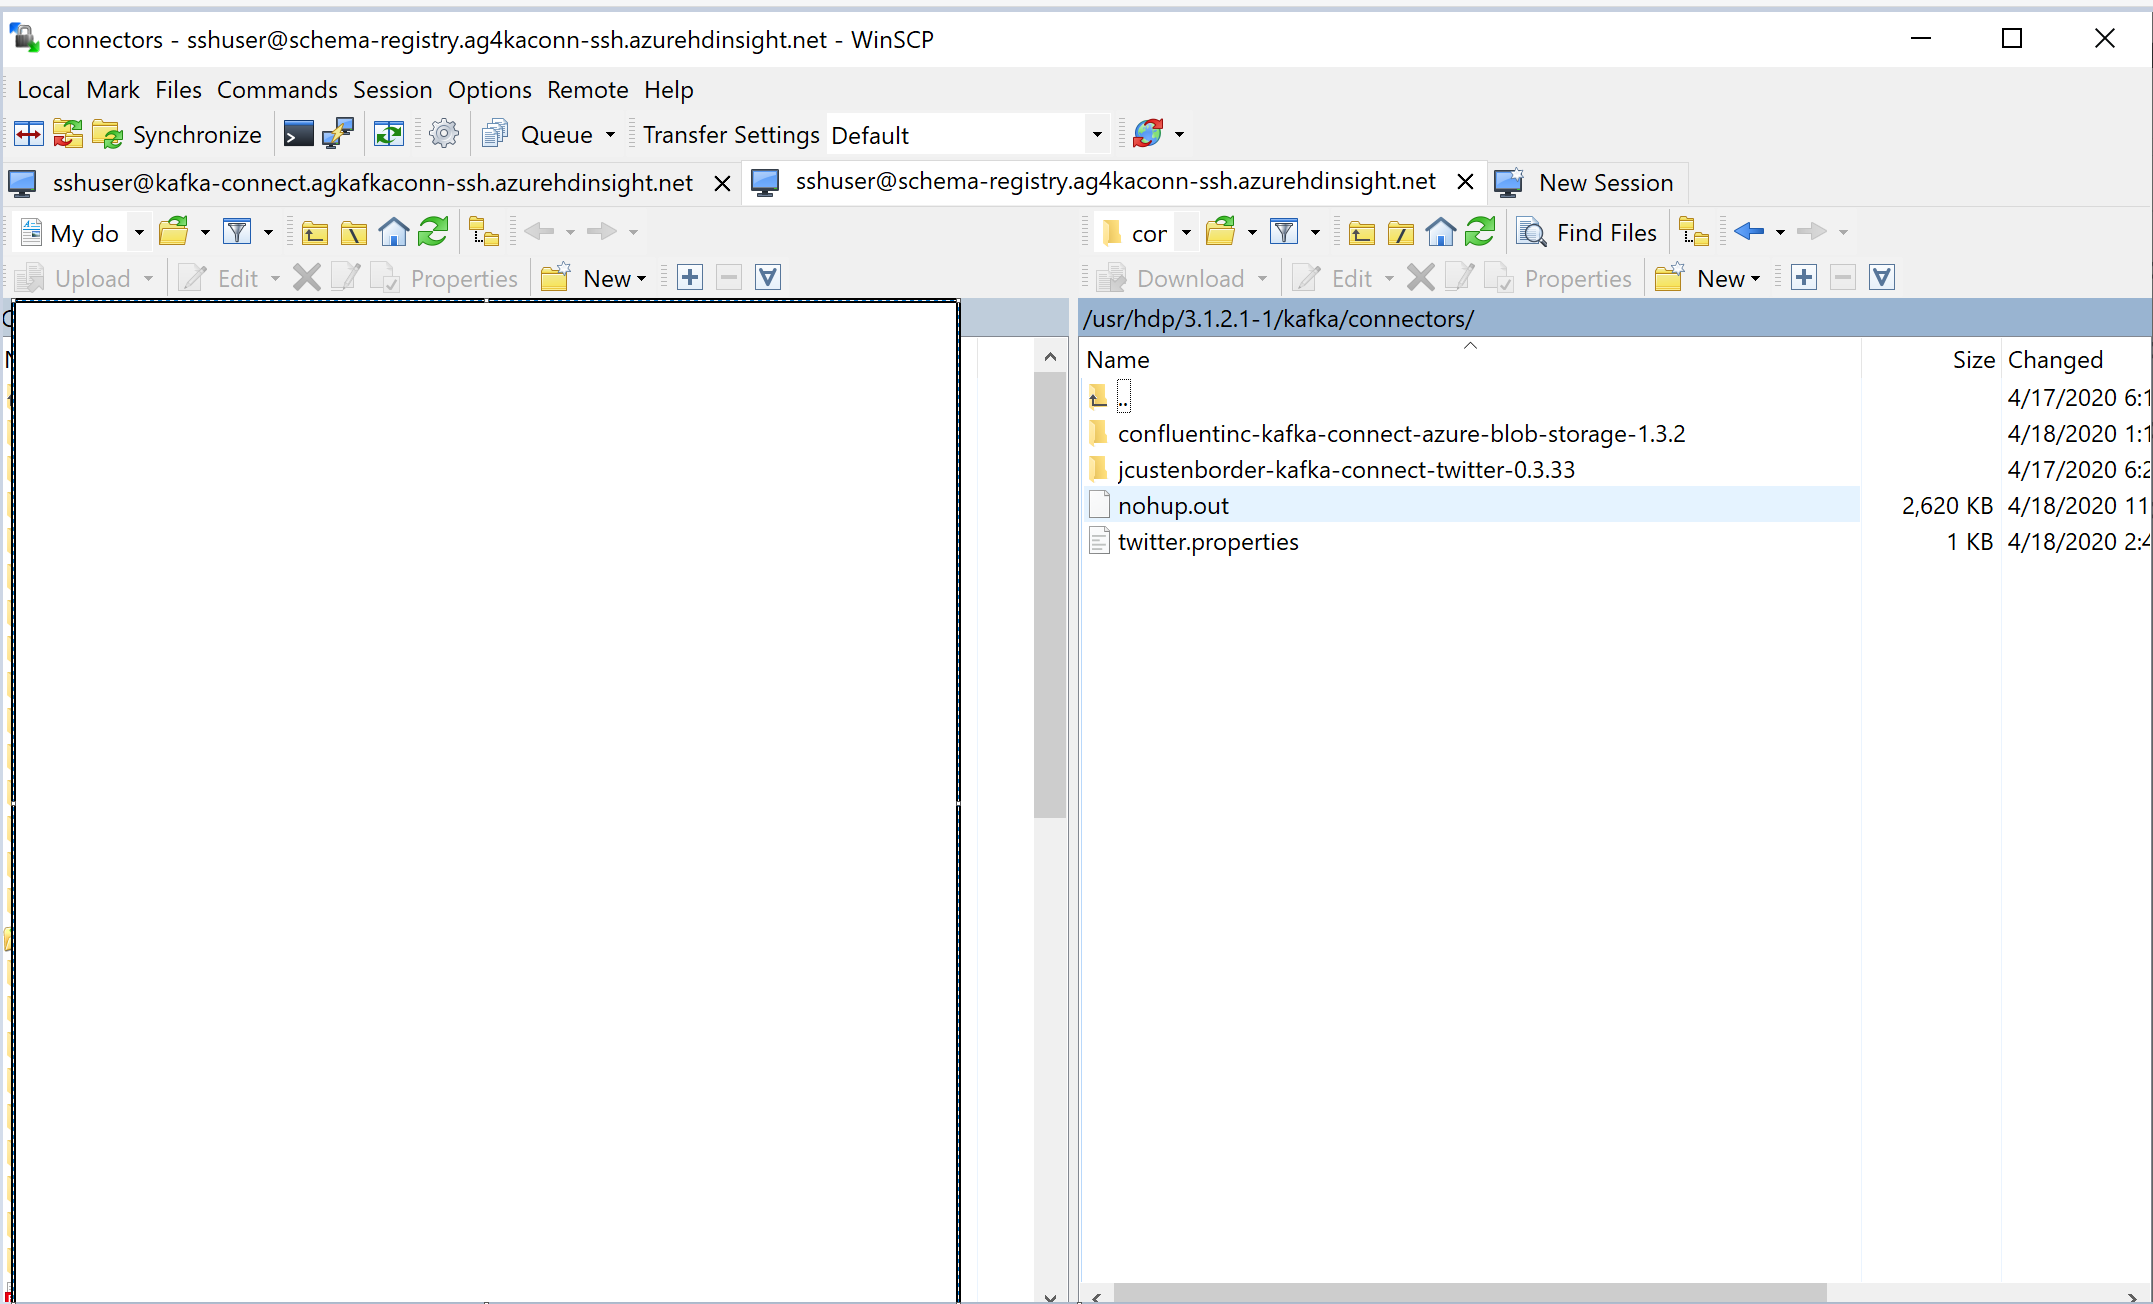 connectors - sshuser@schema-registry.ag4kaconn-ssh.azurehdinsight.net - WinSCP
Local Mark Files Commands Session Options Remote Help
Synchronize Queue Transfer Settings Default
sshuser@kafka-connect.agkafkaconn-ssh.azurehdinsight.net sshuser@schema-registry.ag4kaconn-ssh.azurehdinsight.net New Session
My do cor Find Files
Upload Edit Properties New Download Edit Properties New
/usr/hdp/3.1.2.1-1/kafka/connectors/
Name Size Changed
.. 4/17/2020 6:1
confluentinc-kafka-connect-azure-blob-storage-1.3.2 4/18/2020 1:1
jcustenborder-kafka-connect-twitter-0.3.33 4/17/2020 6:2
nohup.out 2,620 KB 4/18/2020 11
twitter.properties 1 KB 4/18/2020 2:4